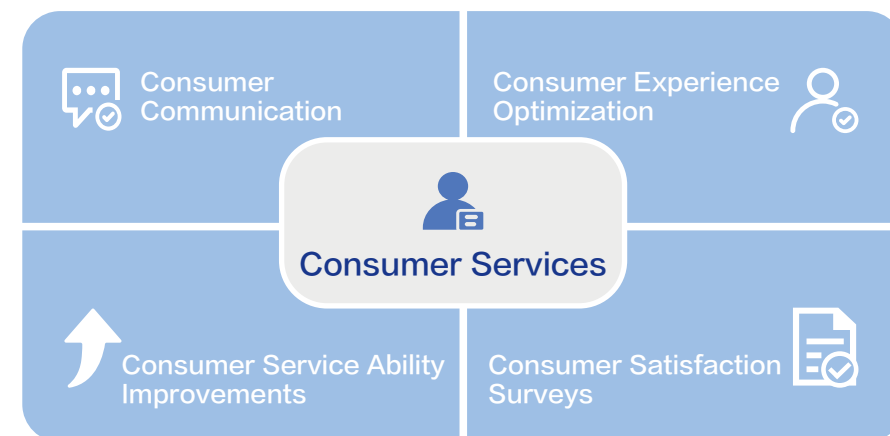 Consumer
Communication
Consumer Experience
Optimization
Consumer Services
Consumer Service Ability
Improvements
Consumer Satisfaction
Surveys